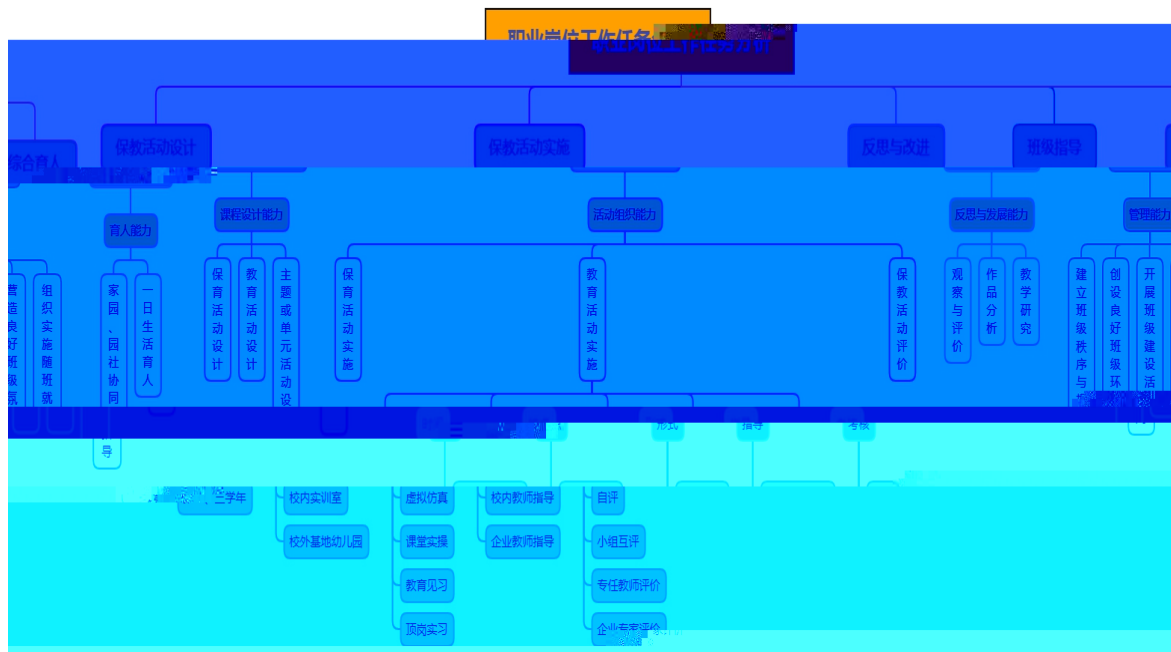 职业岗位工作任务分析
综合育人
保教活动设计
保教活动实施
反思与改进
班级指导
育人能力
课程设计能力
活动组织能力
反思与发展能力
管理能力
营造良好班级氛
组织实施随班就
家园、园社协同
导
一日生活育人
保育活动设计
教育活动设计
主题或单元活动设
保育活动实施
教育活动实施
保教活动评价
观察与评价
作品分析
教学研究
建立班级秩序与
创设良好班级环
开展班级建设活
形式
指导
考核
三学年
校内实训室
校外基地幼儿园
虚拟仿真
课堂实操
教育见习
顶岗实习
校内教师指导
企业教师指导
自评
小组互评
专任教师评价
企业专家评价